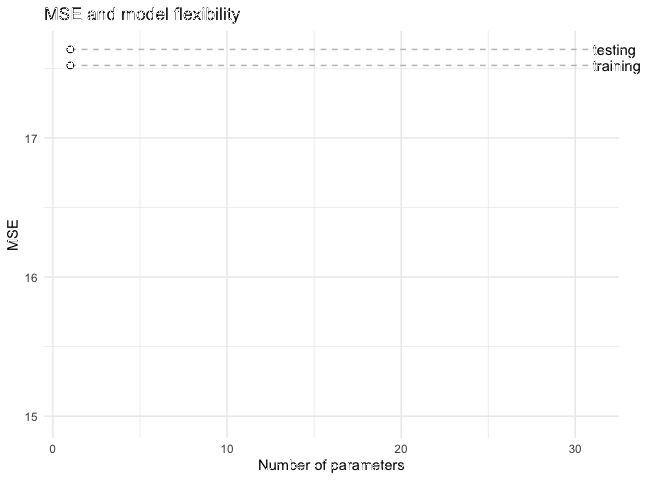 MSE and model flexibility
testing
training
17
16
15
MSE
0
10
20
30
Number of parameters